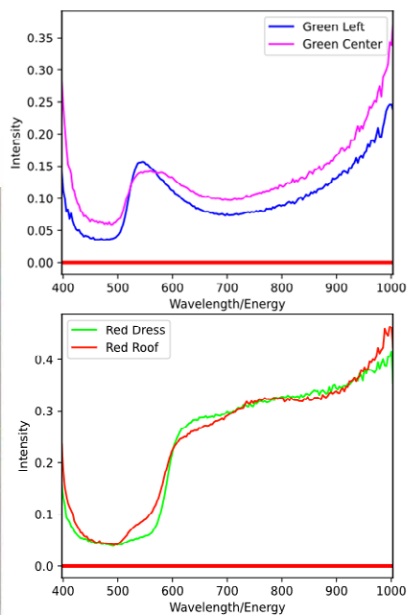 Green Left
Green Center
0.35
0.30
0.25
0.20
0.15
0.10
0.05
0.00
Intensity
400 500 600 700 800 900 1000
Wavelength/Energy
Red Dress
Red Roof
0.4
0.3
0.2
0.1
0.0
Intensity
400 500 600 700 800 900 1000
Wavelength/Energy